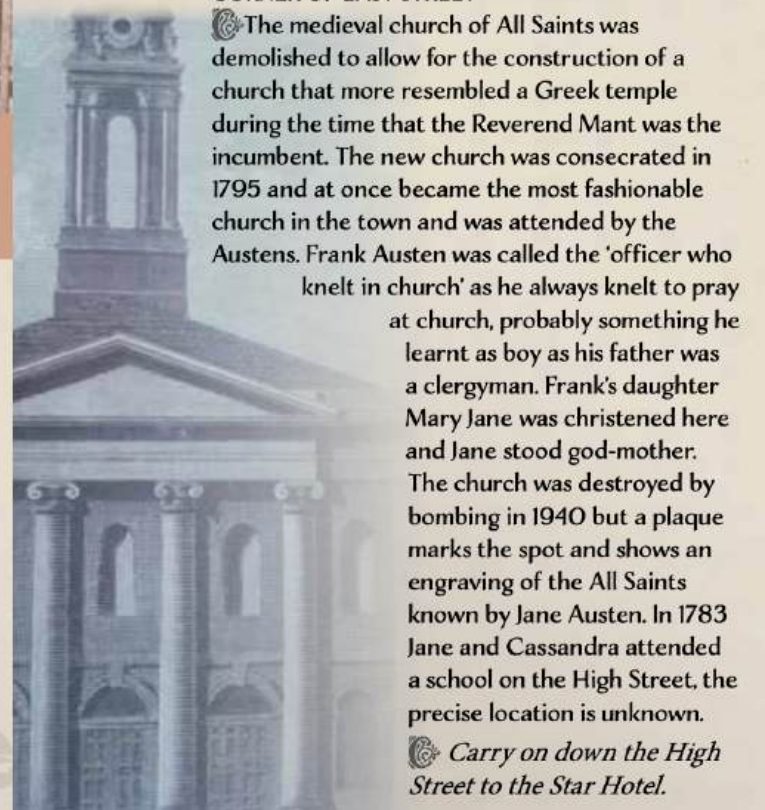 The medieval church of All Saints was
demolished to allow for the construction of a
church that more resembled a Greek temple
during the time that the Reverend Mant was the
incumbent. The new church was consecrated in
1795 and at once became the most fashionable
church in the town and was attended by the
Austens. Frank Austen was called the ‘officer who
knelt in church’ as he always knelt to pray
at church, probably something he
learnt as boy as his father was
a clergyman. Frank’s daughter
Mary Jane was christened here
and Jane stood god-mother.
The church was destroyed by
bombing in 1940 but a plaque
marks the spot and shows an
engraving of the All Saints
known by Jane Austen. In 1783
Jane and Cassandra attended
a school on the High Street, the
precise location is unknown.
Carry on down the High
Street to the Star Hotel.